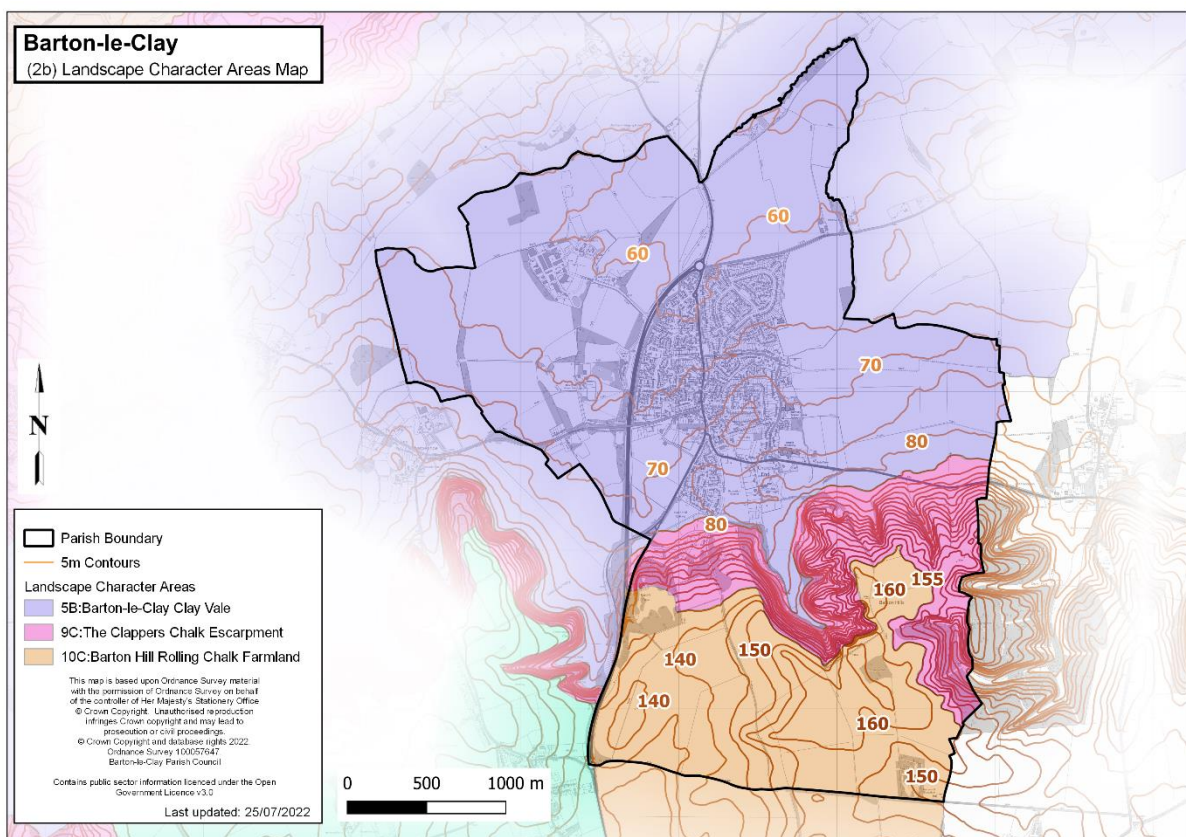 Barton-le-Clay
(2b) Landscape Character Areas Map
60
60
70
80
70
80
155
160
150
140
140
160
150
N
Parish Boundary
5m Contours
Landscape Character Areas
5B:Barton-le-Clay Clay Vale
9C:The Clappers Chalk Escarpment
10C:Barton Hill Rolling Chalk Farmland
This map is based upon Ordnance Survey material
with the permission of Ordnance Survey on behalf
of the controller of Her Majesty's Stationery Office
© Crown Copyright. Unauthorised reproduction
infringes Crown copyright and may lead to
prosecution or civil proceedings.
© Crown Copyright and database rights 2022.
Ordnance Survey 100057647
Barton-le-Clay Parish Council
Contains public sector information licenced under the Open
Government Licence v3.0
Last updated: 25/07/2022
0 500 1000 m